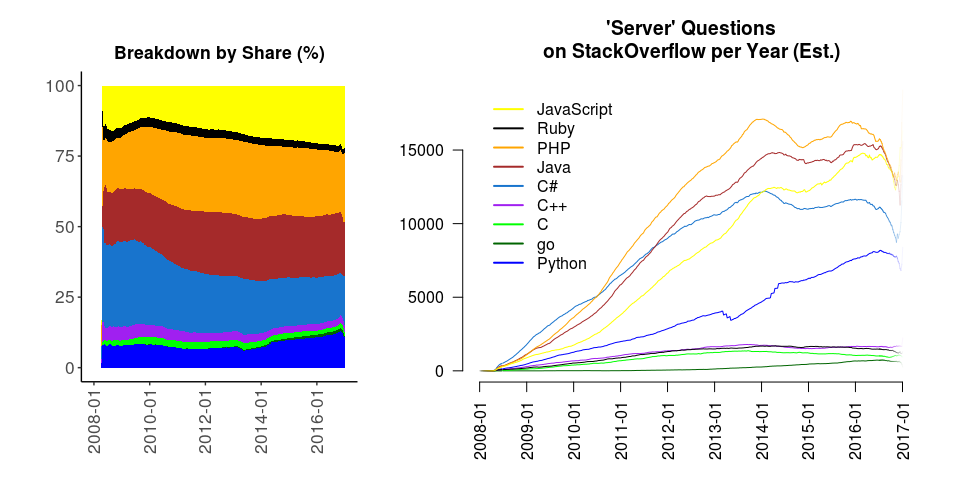 Breakdown by Share (%)
100
75
50
25
0
2008-01
2010-01
2012-01
2014-01
2016-01
'Server' Questions
on StackOverflow per Year (Est.)
JavaScript
Ruby
PHP
Java
C#
C++
C
go
Python
15000
10000
5000
0
2008-01
2009-01
2010-01
2011-01
2012-01
2013-01
2014-01
2015-01
2016-01
2017-01